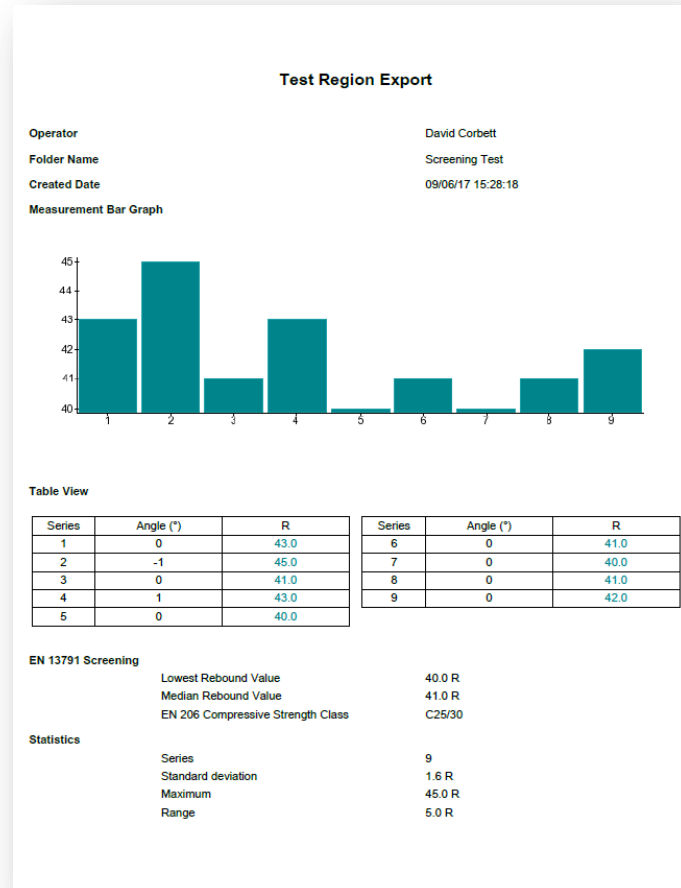 Test Region Export
Operator David Corbett
Folder Name Screening Test
Created Date 09/06/17 15:28:18
Measurement Bar Graph
45
44
43
42
41
40
1 2 3 4 5 6 7 8 9
Table View
Series Angle (°) R Series Angle (°) R
1 0 43.0 6 0 41.0
2 -1 45.0 7 0 40.0
3 0 41.0 8 0 41.0
4 1 43.0 9 0 42.0
5 0 40.0
EN 13791 Screening
Lowest Rebound Value 40.0 R
Median Rebound Value 41.0 R
EN 206 Compressive Strength Class C25/30
Statistics
Series 9
Standard deviation 1.6 R
Maximum 45.0 R
Range 5.0 R